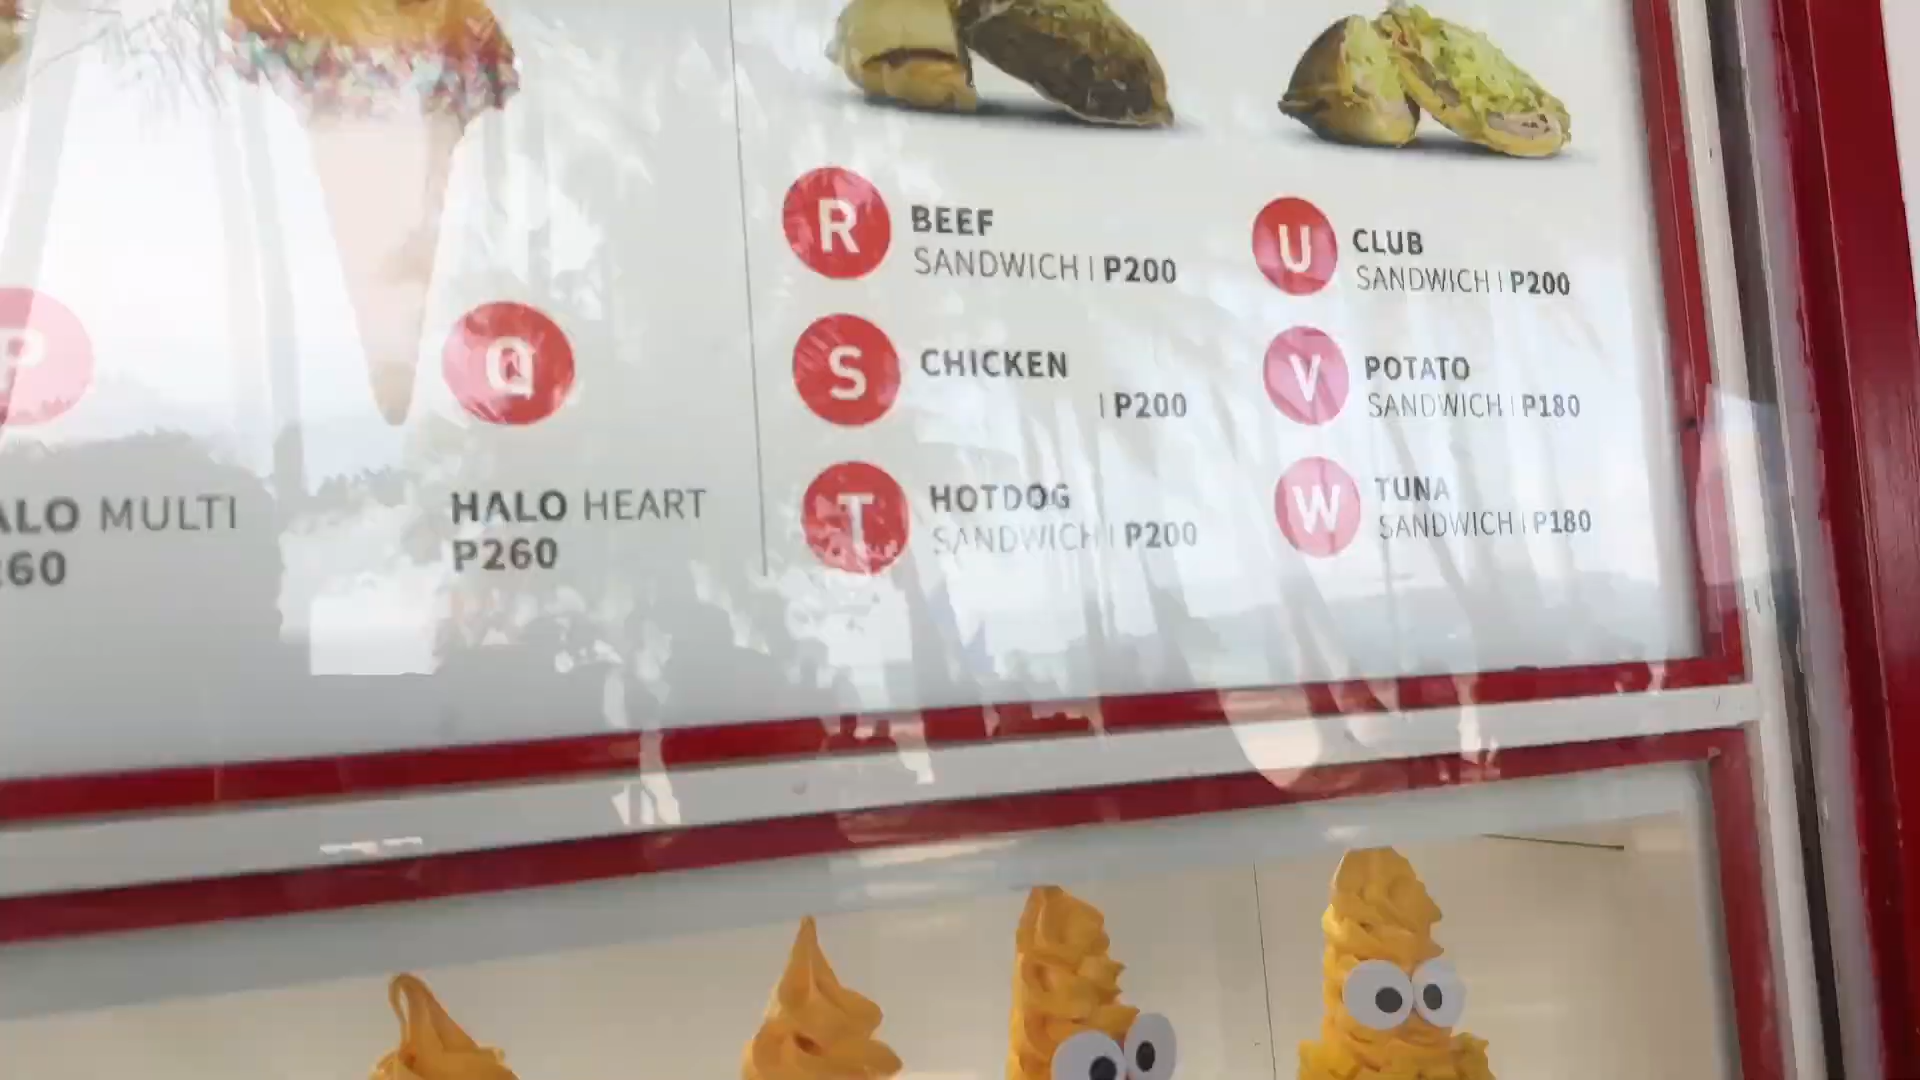 P
ALO MULTI
60
Q
HALO HEART
P260
R
BEEF
SANDWICH | P200
S
CHICKEN
| P200
T
HOTDOG
SANDWICH | P200
U
CLUB
SANDWICH | P200
V
POTATO
SANDWICH | P180
W
TUNA
SANDWICH | P180